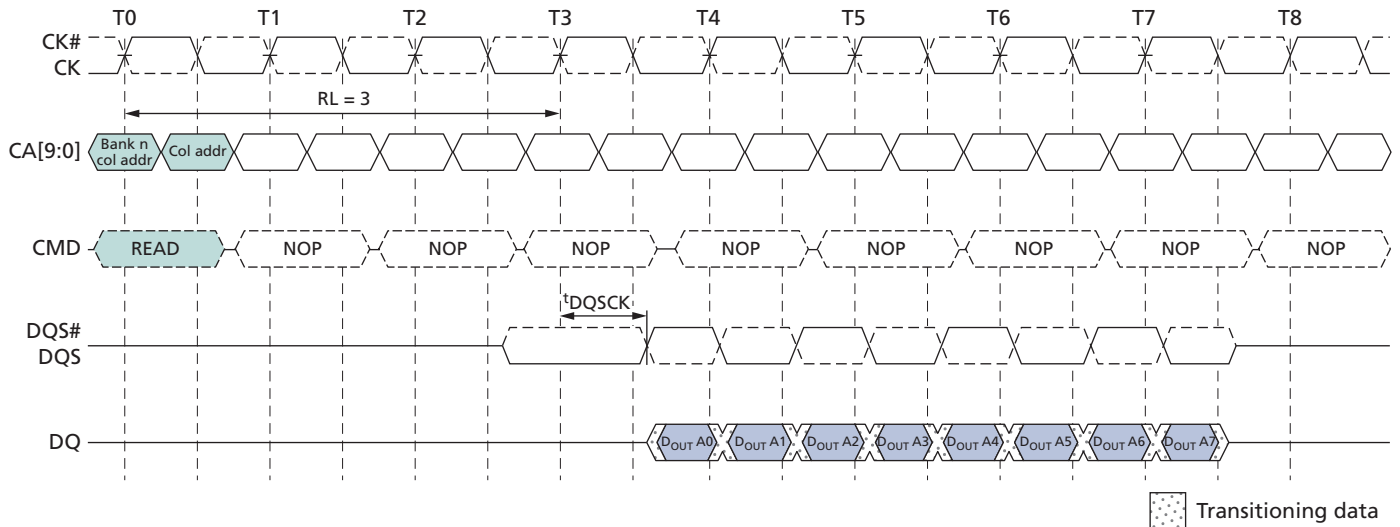 T0 T1 T2 T3 T4 T5 T6 T7 T8
CK#
CK
RL = 3
CA[9:0] Bank n col addr Col addr
CMD READ NOP NOP NOP NOP NOP NOP NOP NOP
tDQSCK
DQS#
DQS
DQ DOUT A0 DOUT A1 DOUT A2 DOUT A3 DOUT A4 DOUT A5 DOUT A6 DOUT A7
Transitioning data